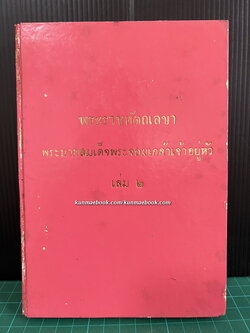 พระราชหัตถเลขา
พระบาทสมเด็จพระจอมเกล้าเจ้าอยู่หัว
เล่ม ๒
kunmaebook.com / kunmaebook.com